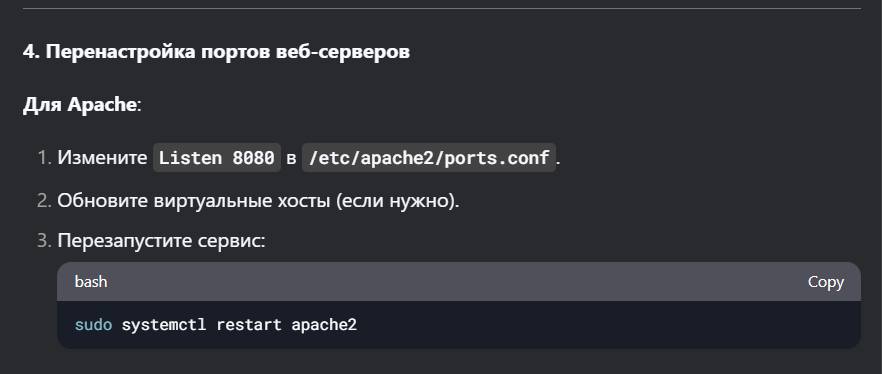 4. Перенастройка портов веб-серверов
Для Apache:
1. Измените Listen 8080 в /etc/apache2/ports.conf.
2. Обновите виртуальные хосты (если нужно).
3. Перезапустите сервис:
bash Copy
sudo systemctl restart apache2